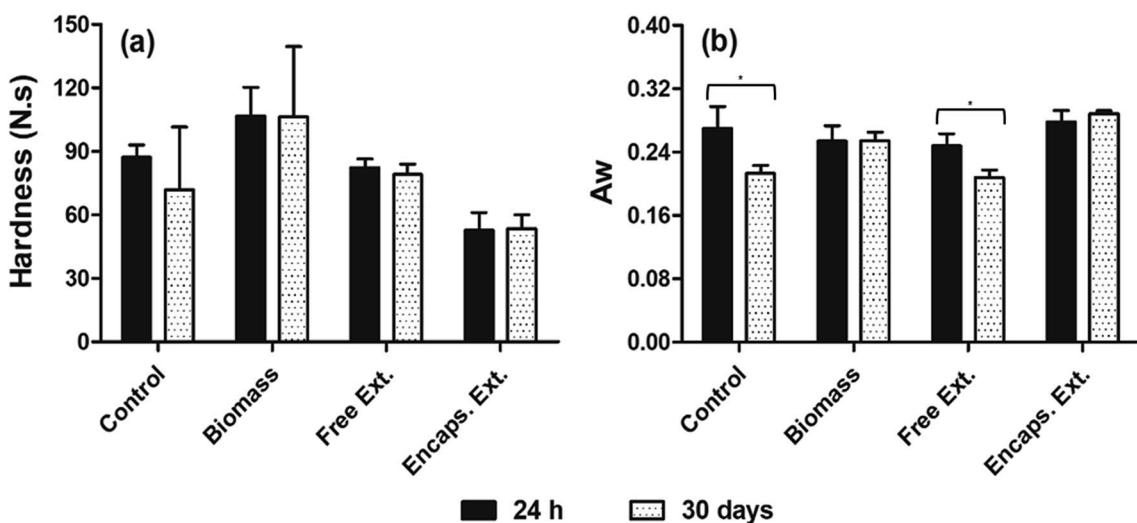 (a)
Hardness (N.s)
150
120
90
60
30
0
Control
Biomass
Free Ext.
Encaps. Ext.
(b)
Aw
0.40
0.32
0.24
0.16
0.08
0.00
*
*
Control
Biomass
Free Ext.
Encaps. Ext.
24 h
30 days